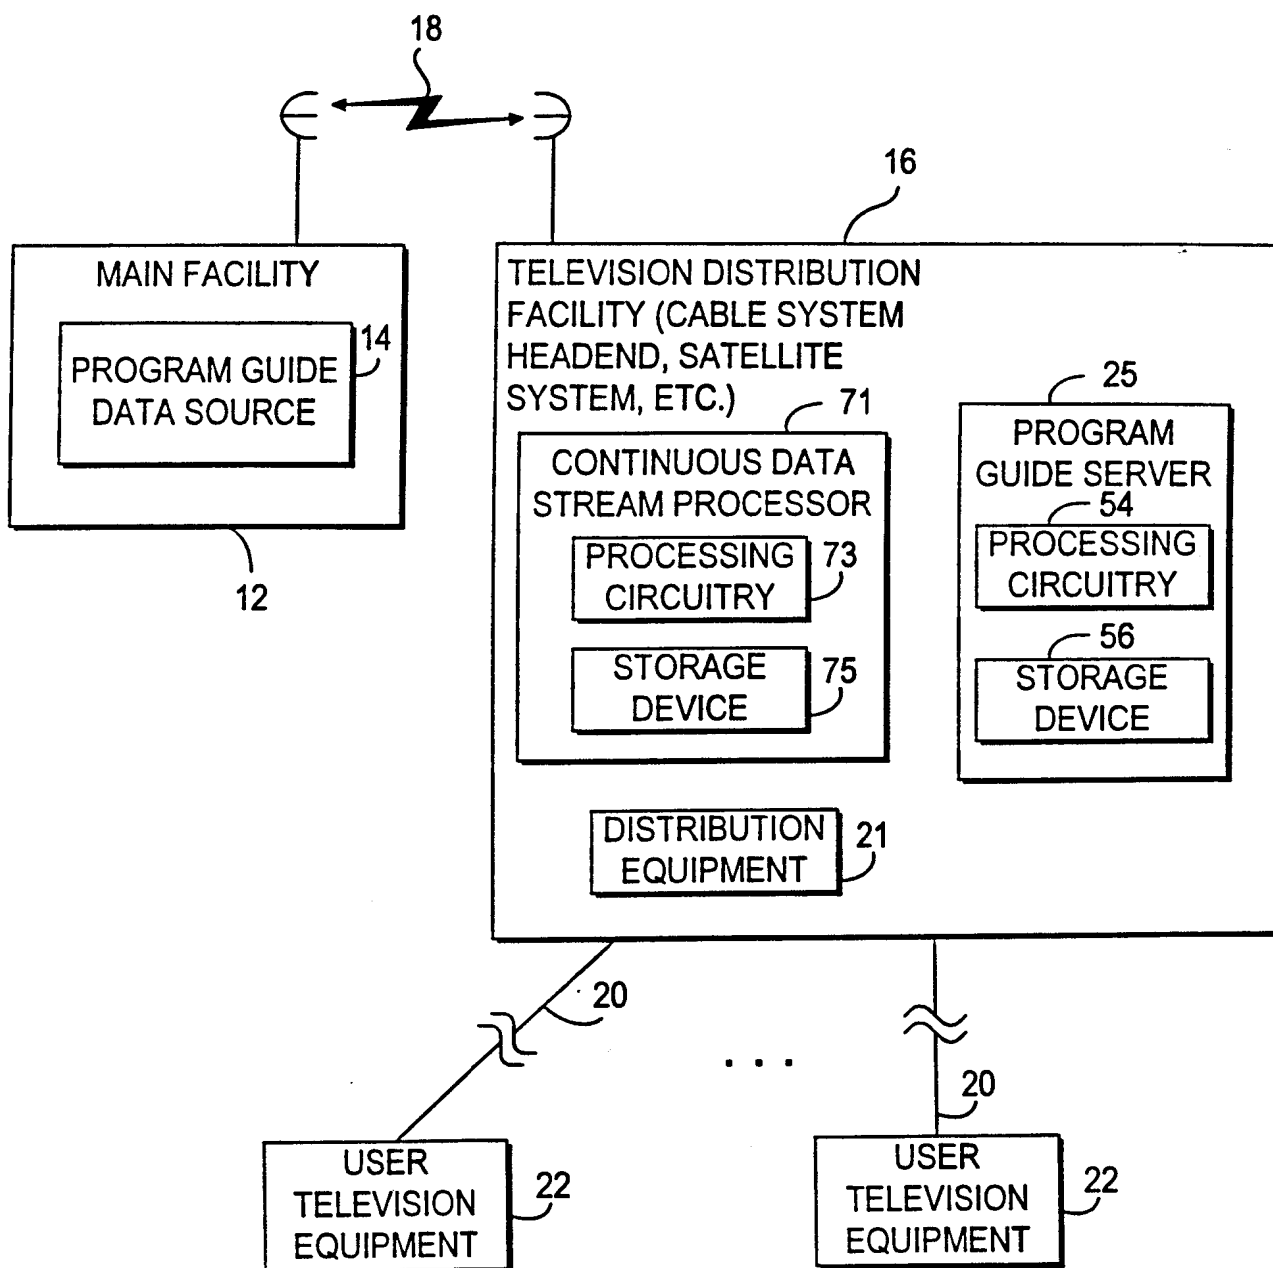 18
16
MAIN FACILITY
PROGRAM GUIDE
DATA SOURCE
14
12
TELEVISION DISTRIBUTION
FACILITY (CABLE SYSTEM
HEADEND, SATELLITE
SYSTEM, ETC.)
71
CONTINUOUS DATA
STREAM PROCESSOR
PROCESSING
CIRCUITRY
73
STORAGE
DEVICE
75
25
PROGRAM
GUIDE SERVER
54
PROCESSING
CIRCUITRY
56
STORAGE
DEVICE
DISTRIBUTION
EQUIPMENT
21
20
. . .
20
USER
TELEVISION
EQUIPMENT
22
USER
TELEVISION
EQUIPMENT
22